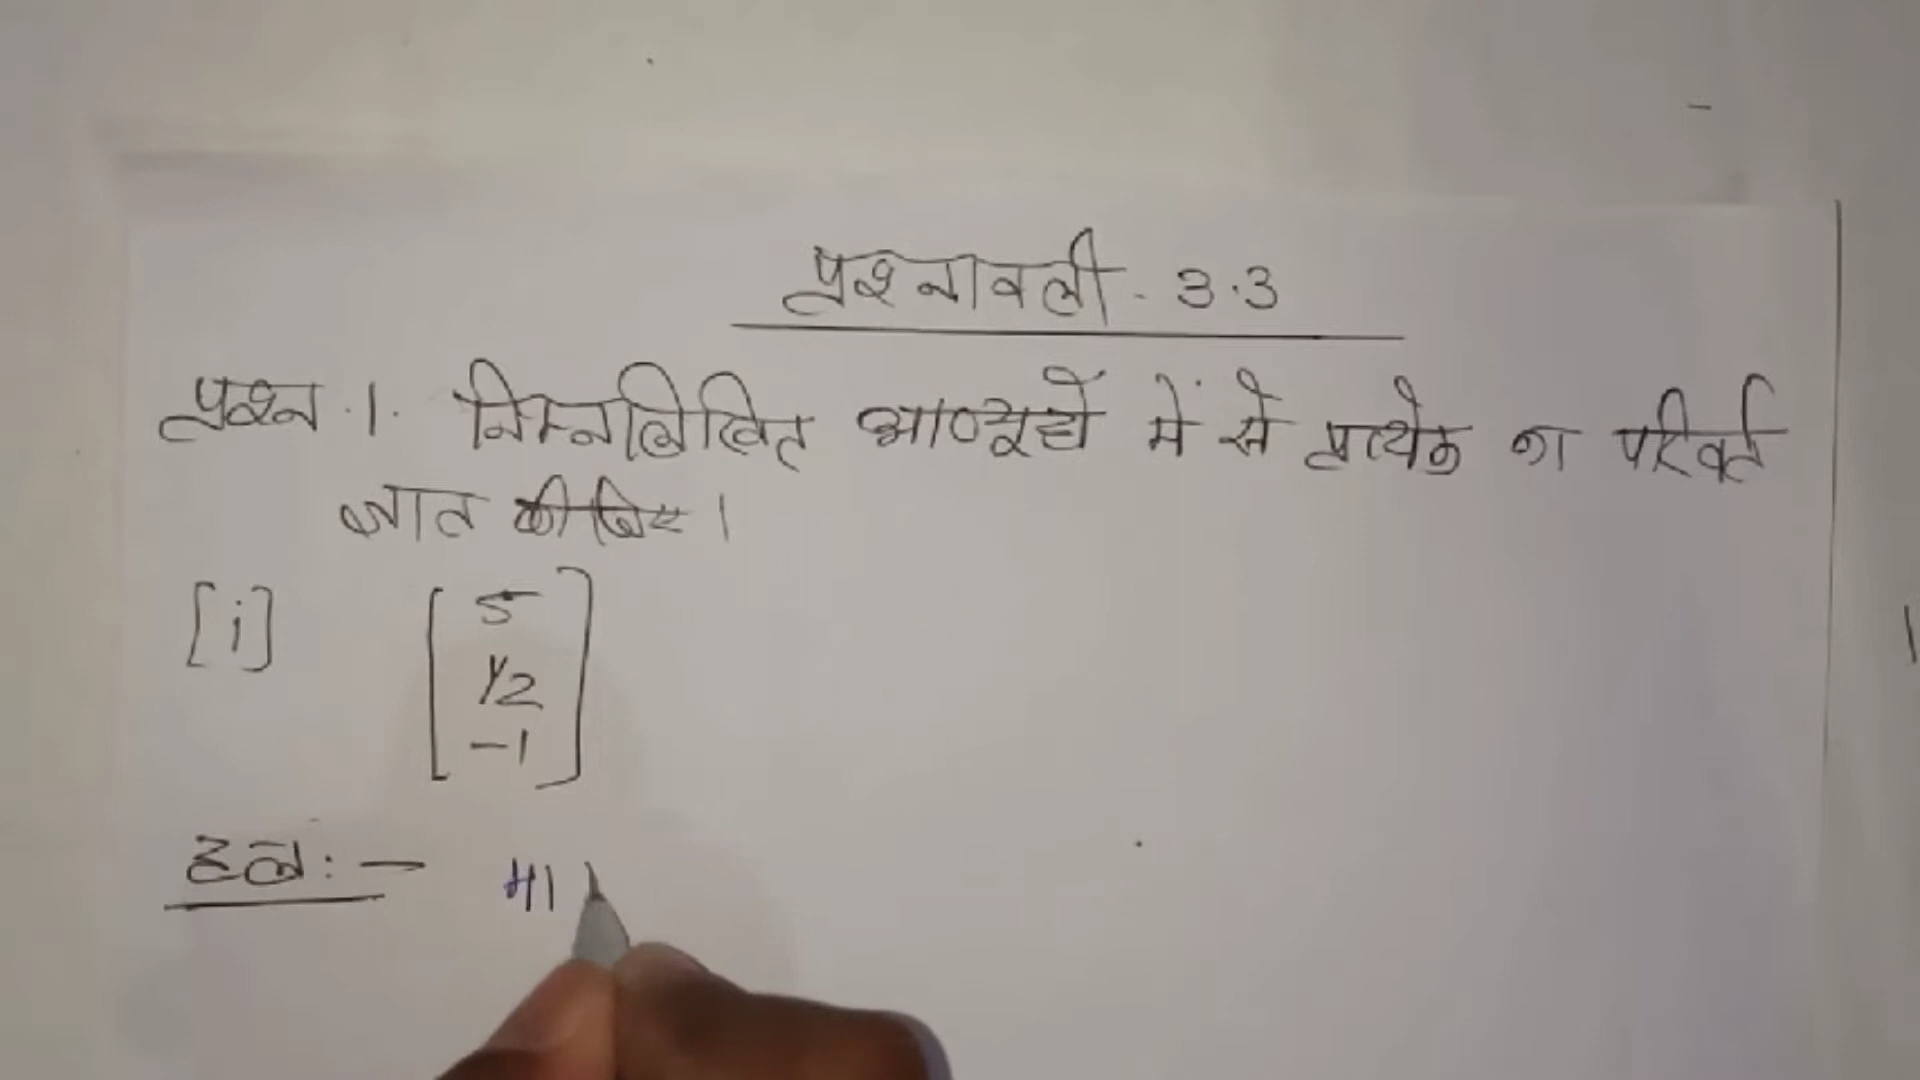 प्रश्नावली - 3.3
प्रश्न.1. निम्नलिखित आव्यूहों में से प्रत्येक का परिवर्त
ज्ञात कीजिए।
[i] [5
1/2
-1]
हल:- मा